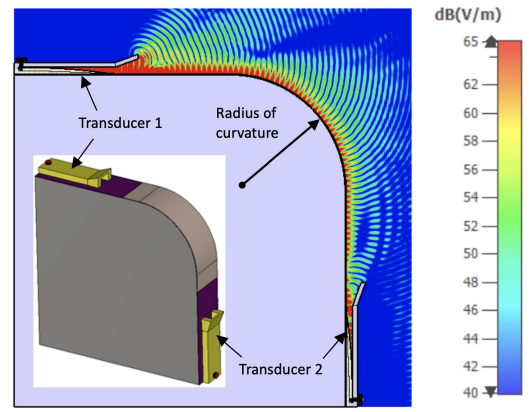 dB(V/m)
65
62
60
58
56
54
52
50
48
46
44
42
40
Transducer 1
Radius of
curvature
Transducer 2